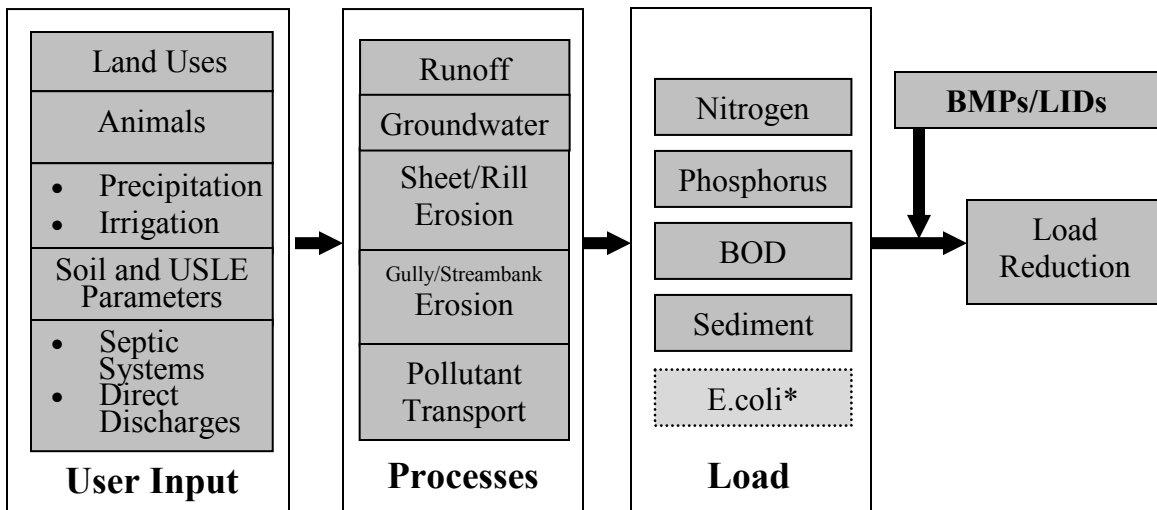 Land Uses
Animals
• Precipitation
• Irrigation
Soil and USLE
Parameters
• Septic
Systems
• Direct
Discharges
User Input
Runoff
Groundwater
Sheet/Rill
Erosion
Gully/Streambank
Erosion
Pollutant
Transport
Processes
Nitrogen
Phosphorus
BOD
Sediment
E.coli*
Load
BMPs/LIDs
Load
Reduction